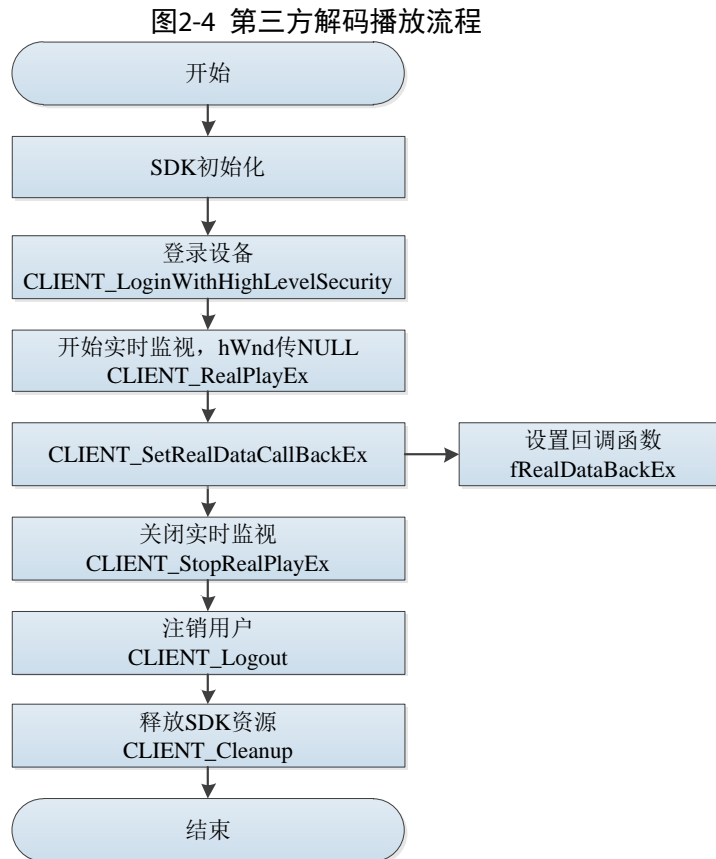 图2-4 第三方解码播放流程
开始
SDK初始化
登录设备
CLIENT_LoginWithHighLevelSecurity
开始实时监视，hWnd传NULL
CLIENT_RealPlayEx
CLIENT_SetRealDataCallBackEx
设置回调函数
fRealDataBackEx
关闭实时监视
CLIENT_StopRealPlayEx
注销用户
CLIENT_Logout
释放SDK资源
CLIENT_Cleanup
结束